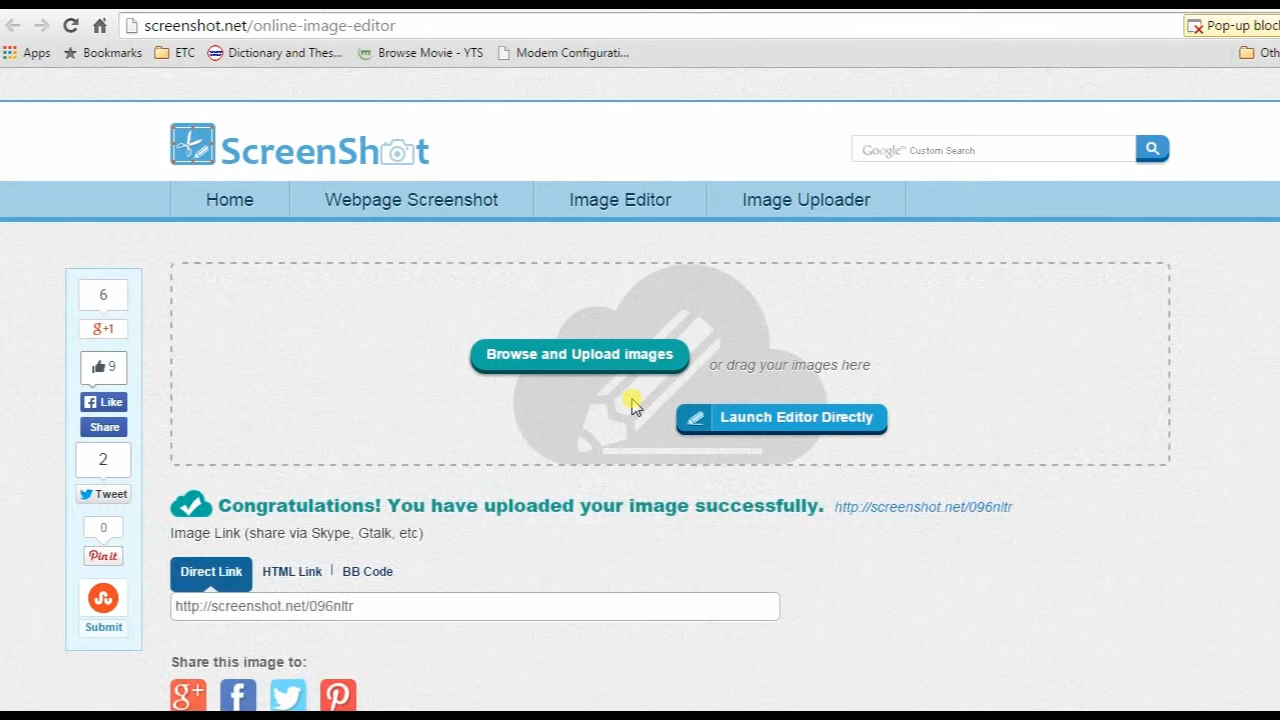 screenshot.net/online-image-editor
Pop-up block
Apps Bookmarks ETC Dictionary and Thes... YTS Browse Movie - YTS Modem Configurati... Oth
ScreenShot
Google™ Custom Search
Home Webpage Screenshot Image Editor Image Uploader
6
g+1
9
Like
Share
2
Tweet
0
Pin it
Submit
Browse and Upload images
or drag your images here
Launch Editor Directly
Congratulations! You have uploaded your image successfully. http://screenshot.net/096nltr
Image Link (share via Skype, Gtalk, etc)
Direct Link HTML Link | BB Code
http://screenshot.net/096nltr
Share this image to:
g+ f